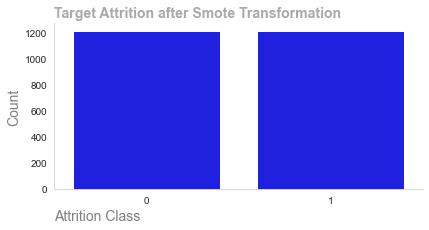 Target Attrition after Smote Transformation
1200
1000
800
600
400
200
0
Count
0 1
Attrition Class